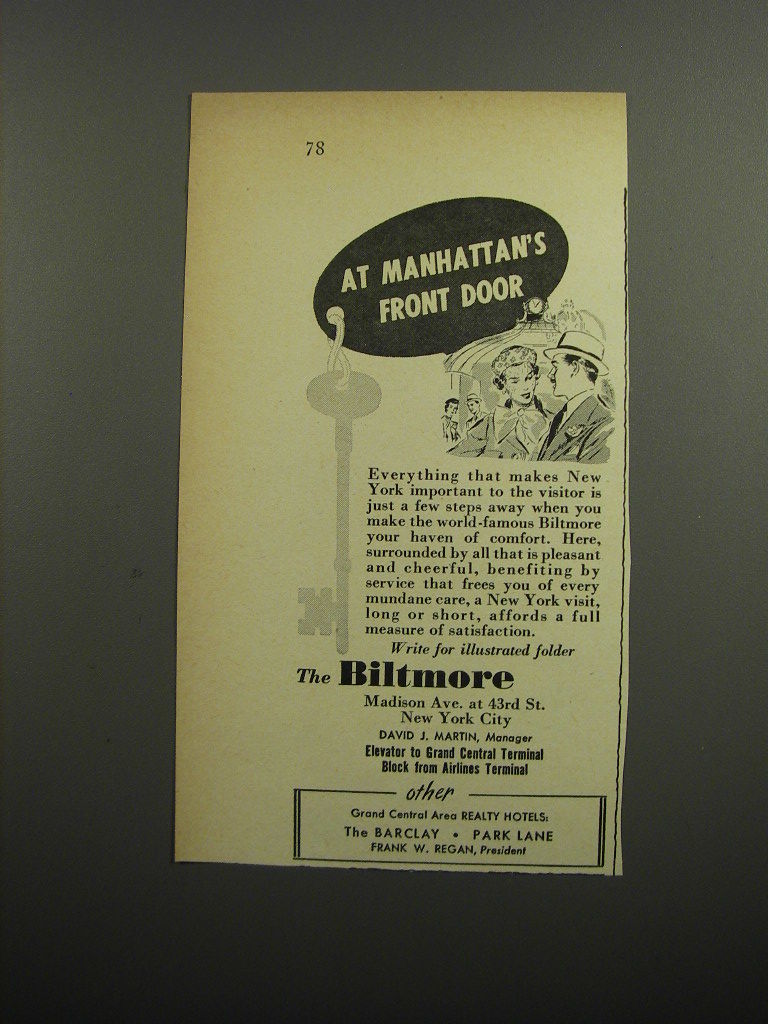 78
AT MANHATTAN'S
FRONT DOOR
Everything that makes New
York important to the visitor is
just a few steps away when you
make the world-famous Biltmore
your haven of comfort. Here,
surrounded by all that is pleasant
and cheerful, benefiting by
service that frees you of every
mundane care, a New York visit,
long or short, affords a full
measure of satisfaction.
Write for illustrated folder
The Biltmore
Madison Ave. at 43rd St.
New York City
DAVID J. MARTIN, Manager
Elevator to Grand Central Terminal
Block from Airlines Terminal
other
Grand Central Area REALTY HOTELS:
The BARCLAY • PARK LANE
FRANK W. REGAN, President